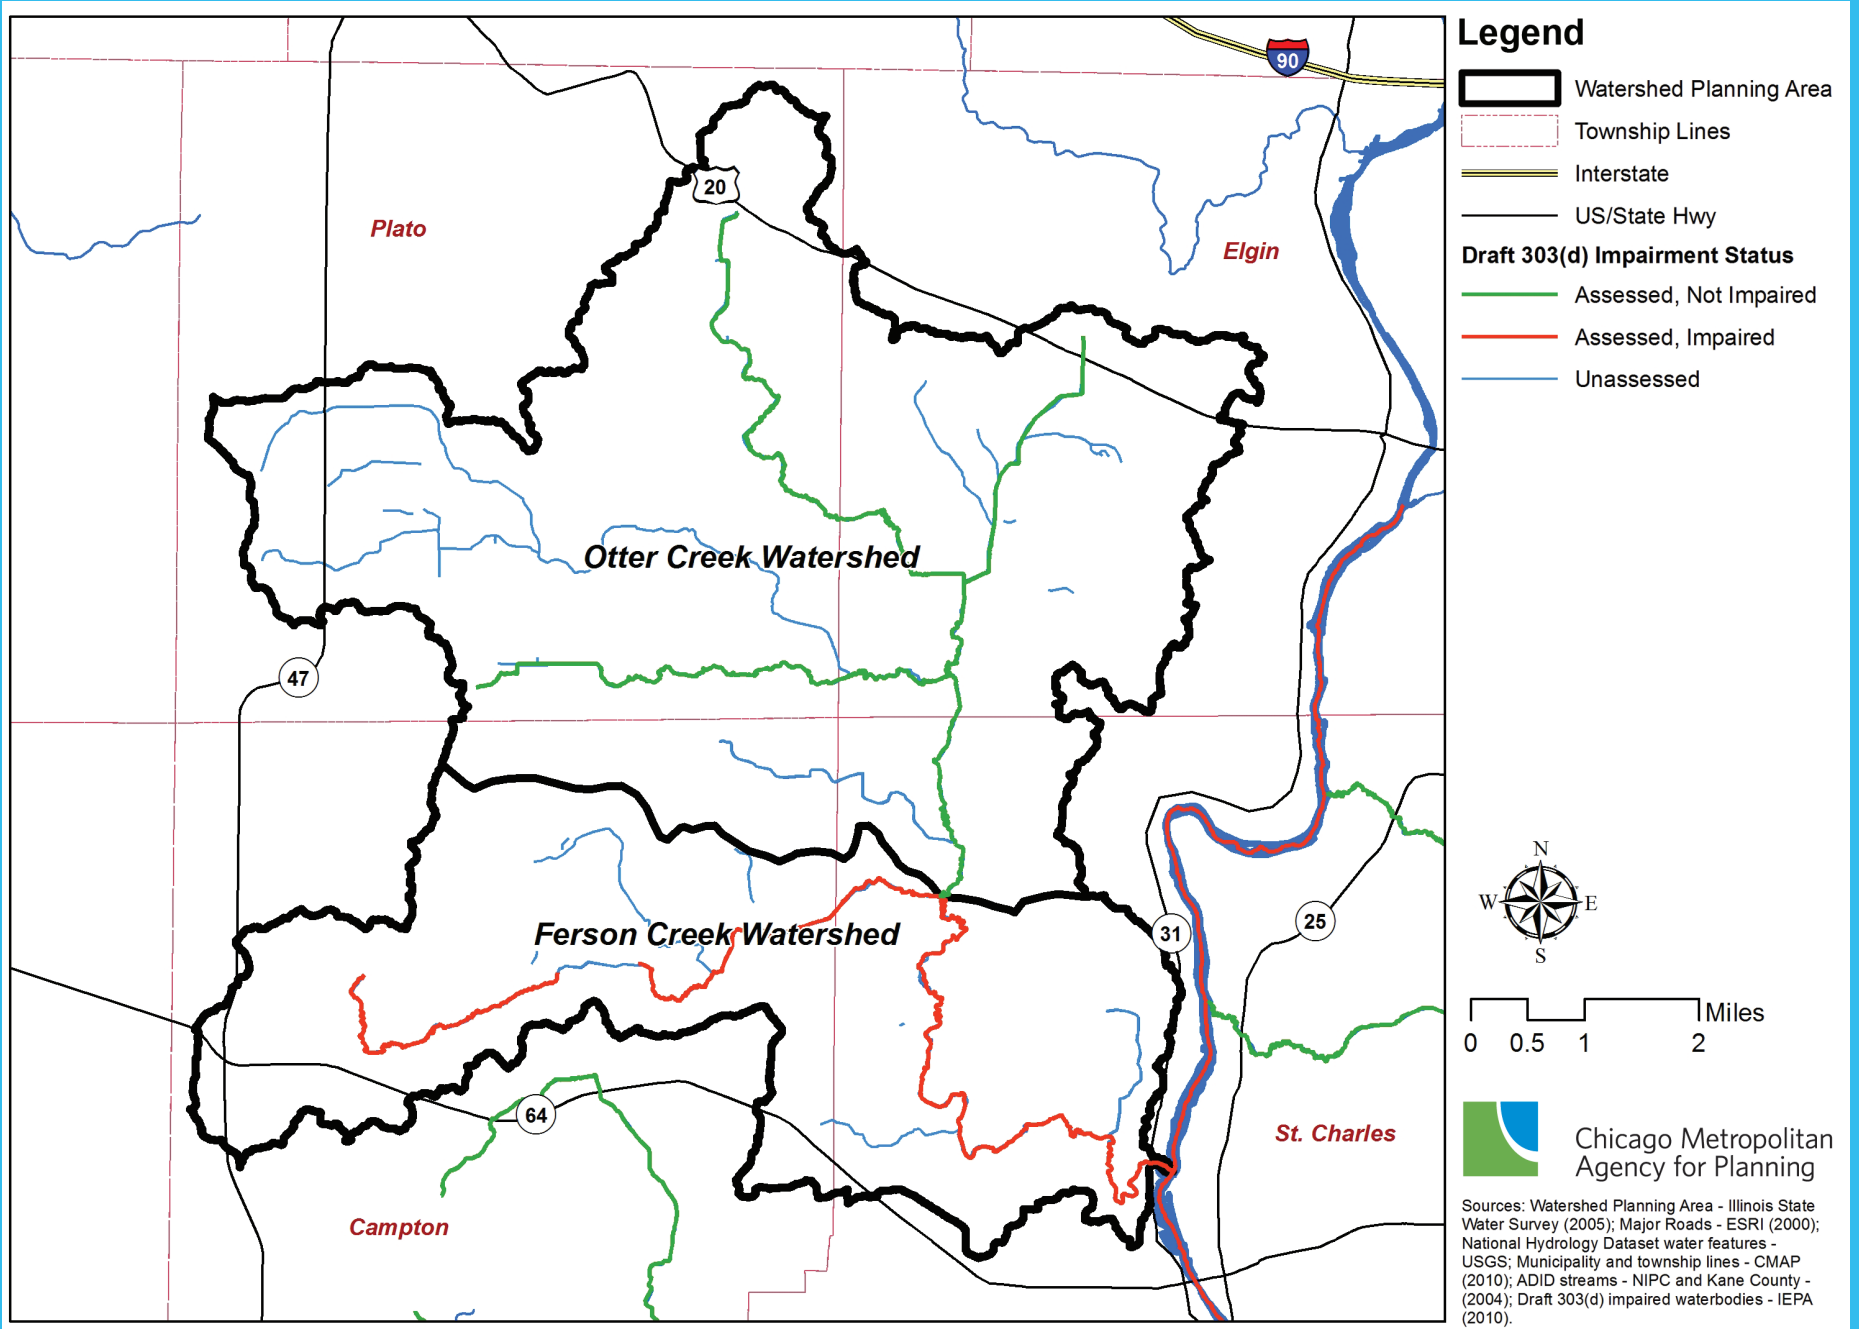 Legend
Watershed Planning Area
Township Lines
Interstate
US/State Hwy
Draft 303(d) Impairment Status
Assessed, Not Impaired
Assessed, Impaired
Unassessed
90
20
Plato
Elgin
Otter Creek Watershed
47
Ferson Creek Watershed
31
25
64
St. Charles
Campton
N
W E
S
Miles
0 0.5 1 2
Chicago Metropolitan
Agency for Planning
Sources: Watershed Planning Area - Illinois State
Water Survey (2005); Major Roads - ESRI (2000);
National Hydrology Dataset water features -
USGS; Municipality and township lines - CMAP
(2010); ADID streams - NIPC and Kane County -
(2004); Draft 303(d) impaired waterbodies - IEPA
(2010).